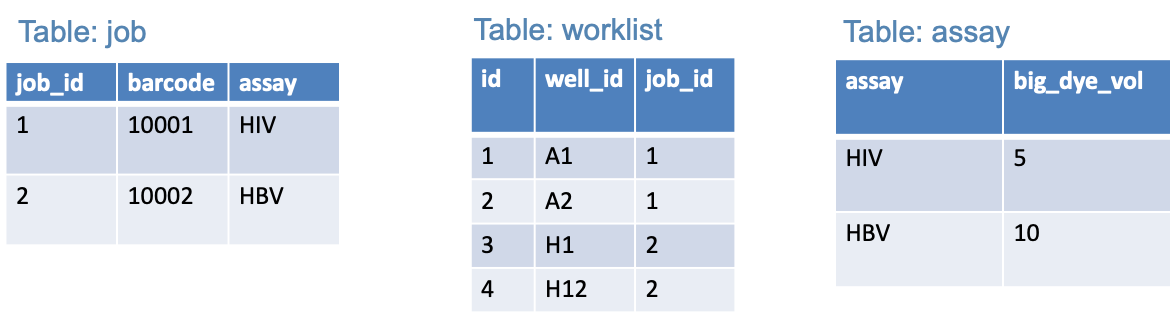 Table: job
job_id barcode assay
1 10001 HIV
2 10002 HBV
Table: worklist
id well_id job_id
1 A1 1
2 A2 1
3 H1 2
4 H12 2
Table: assay
assay big_dye_vol
HIV 5
HBV 10